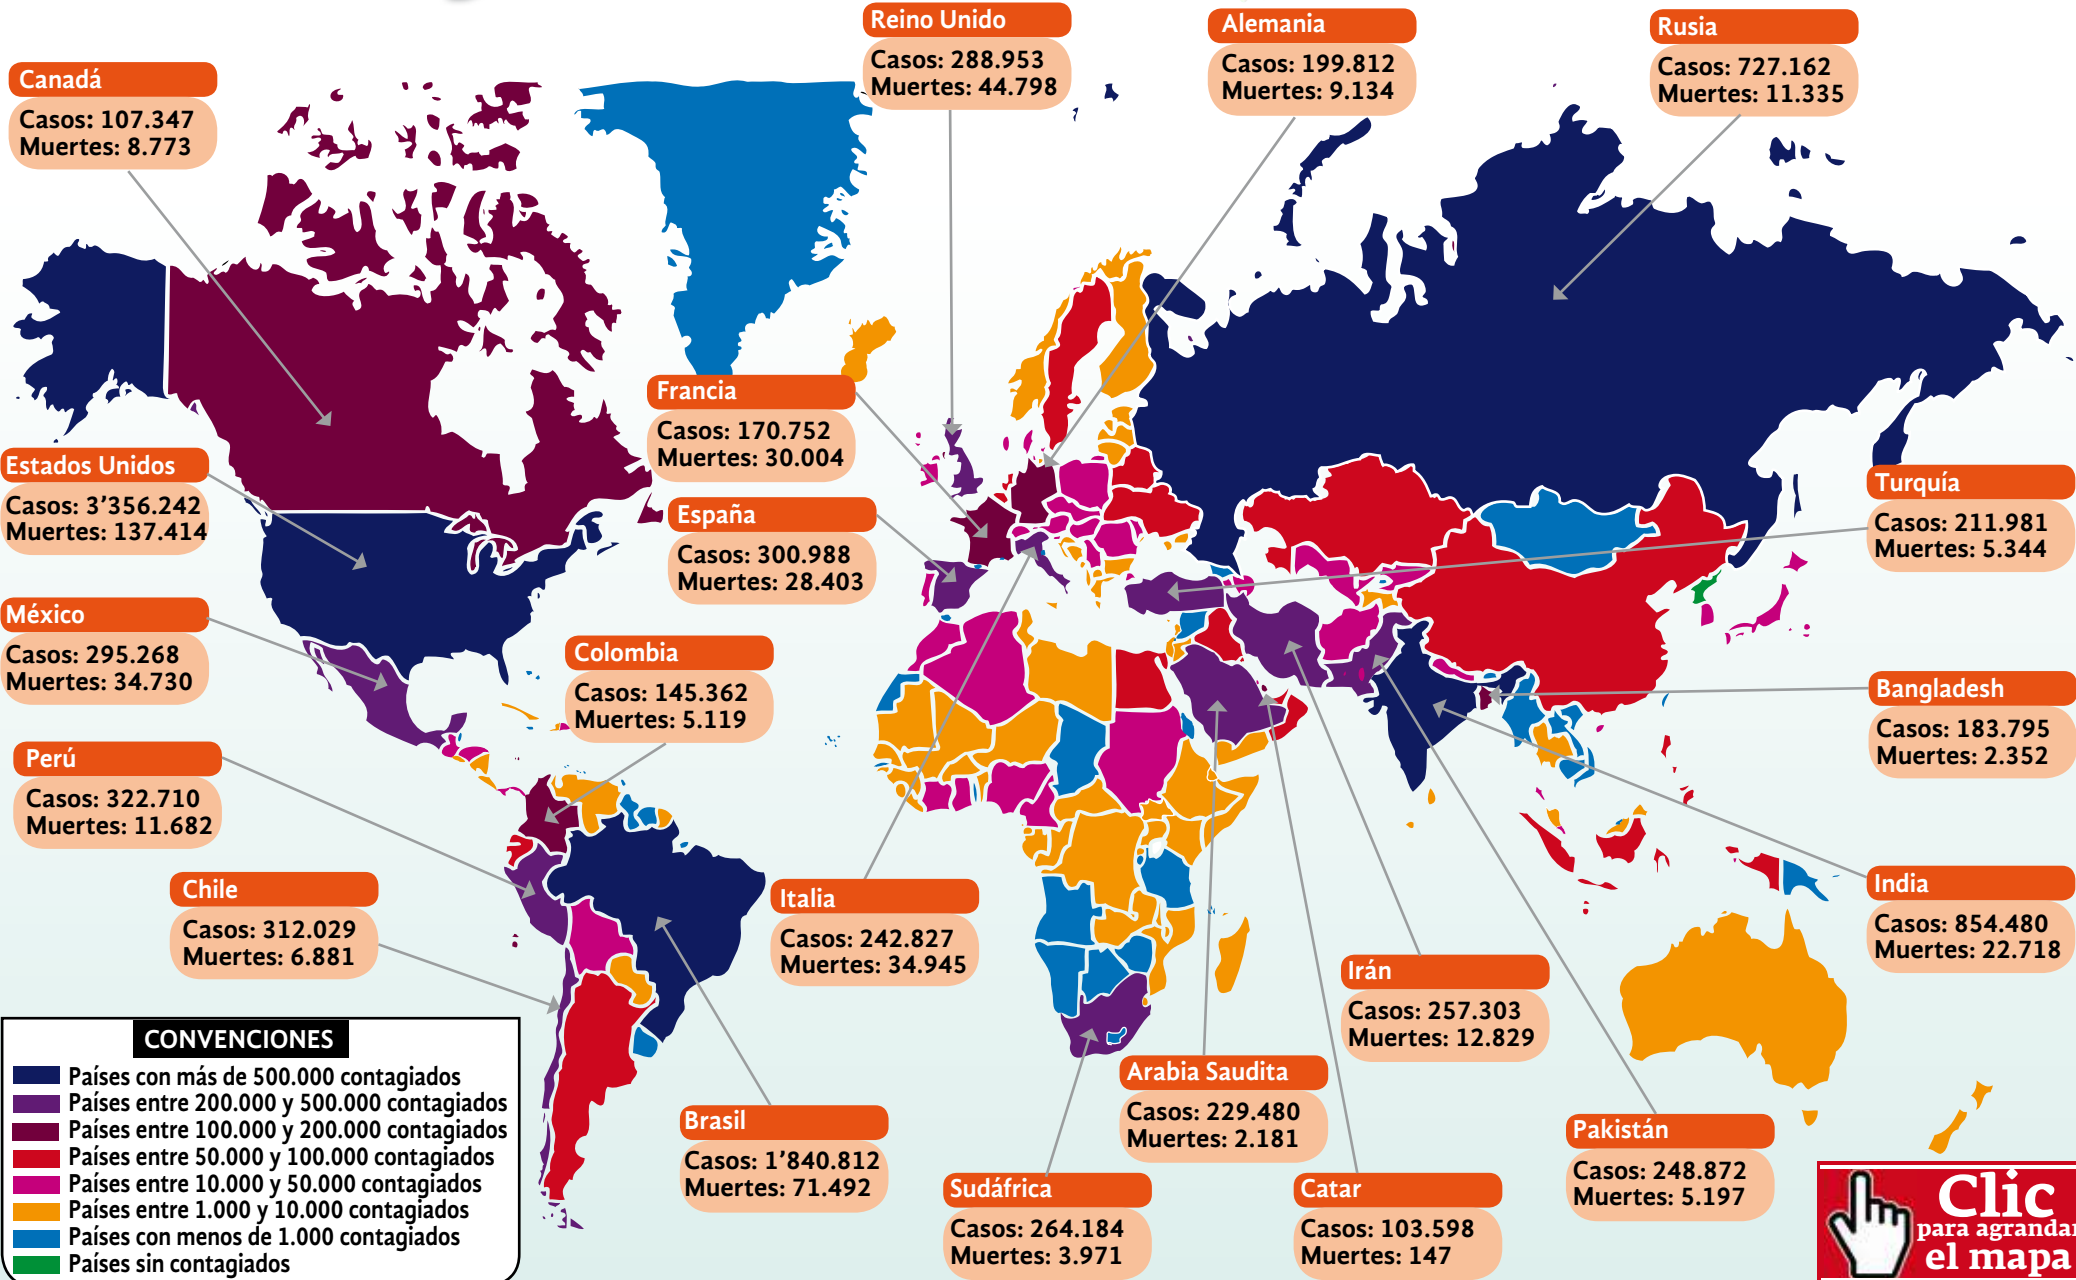 Reino Unido
Casos: 288.953
Muertes: 44.798
Alemania
Casos: 199.812
Muertes: 9.134
Rusia
Casos: 727.162
Muertes: 11.335
Canadá
Casos: 107.347
Muertes: 8.773
Francia
Casos: 170.752
Muertes: 30.004
Estados Unidos
Casos: 3’356.242
Muertes: 137.414
España
Casos: 300.988
Muertes: 28.403
Turquía
Casos: 211.981
Muertes: 5.344
México
Casos: 295.268
Muertes: 34.730
Colombia
Casos: 145.362
Muertes: 5.119
Bangladesh
Casos: 183.795
Muertes: 2.352
Perú
Casos: 322.710
Muertes: 11.682
Chile
Casos: 312.029
Muertes: 6.881
Italia
Casos: 242.827
Muertes: 34.945
India
Casos: 854.480
Muertes: 22.718
Irán
Casos: 257.303
Muertes: 12.829
Arabia Saudita
Casos: 229.480
Muertes: 2.181
Brasil
Casos: 1’840.812
Muertes: 71.492
Pakistán
Casos: 248.872
Muertes: 5.197
Sudáfrica
Casos: 264.184
Muertes: 3.971
Catar
Casos: 103.598
Muertes: 147
CONVENCIONES
Países con más de 500.000 contagiados
Países entre 200.000 y 500.000 contagiados
Países entre 100.000 y 200.000 contagiados
Países entre 50.000 y 100.000 contagiados
Países entre 10.000 y 50.000 contagiados
Países entre 1.000 y 10.000 contagiados
Países con menos de 1.000 contagiados
Países sin contagiados
Clic
para agrandar
el mapa